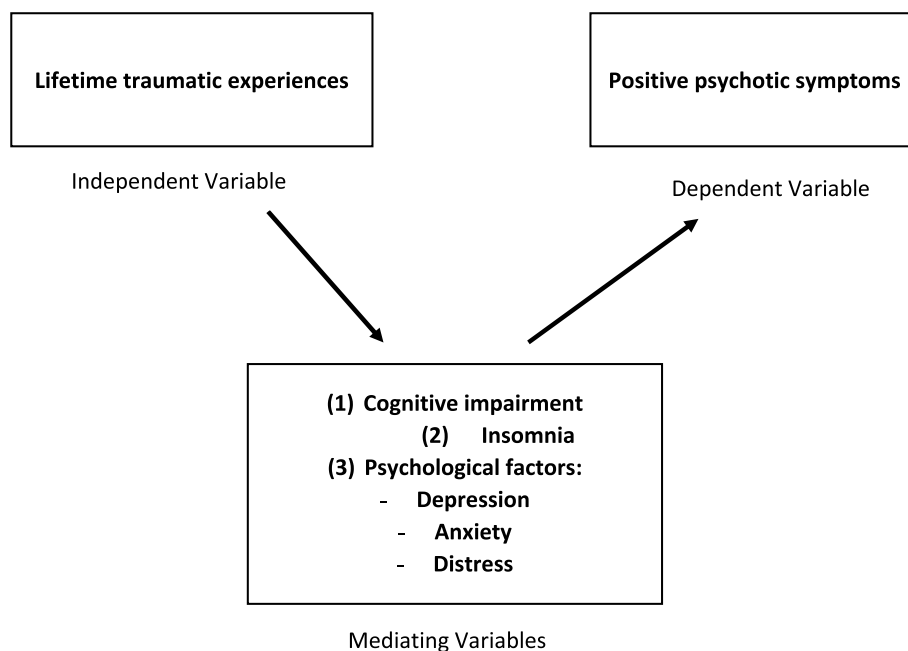 Lifetime traumatic experiences
Positive psychotic symptoms
Independent Variable
Dependent Variable
(1) Cognitive impairment
(2) Insomnia
(3) Psychological factors:
- Depression
- Anxiety
- Distress
Mediating Variables